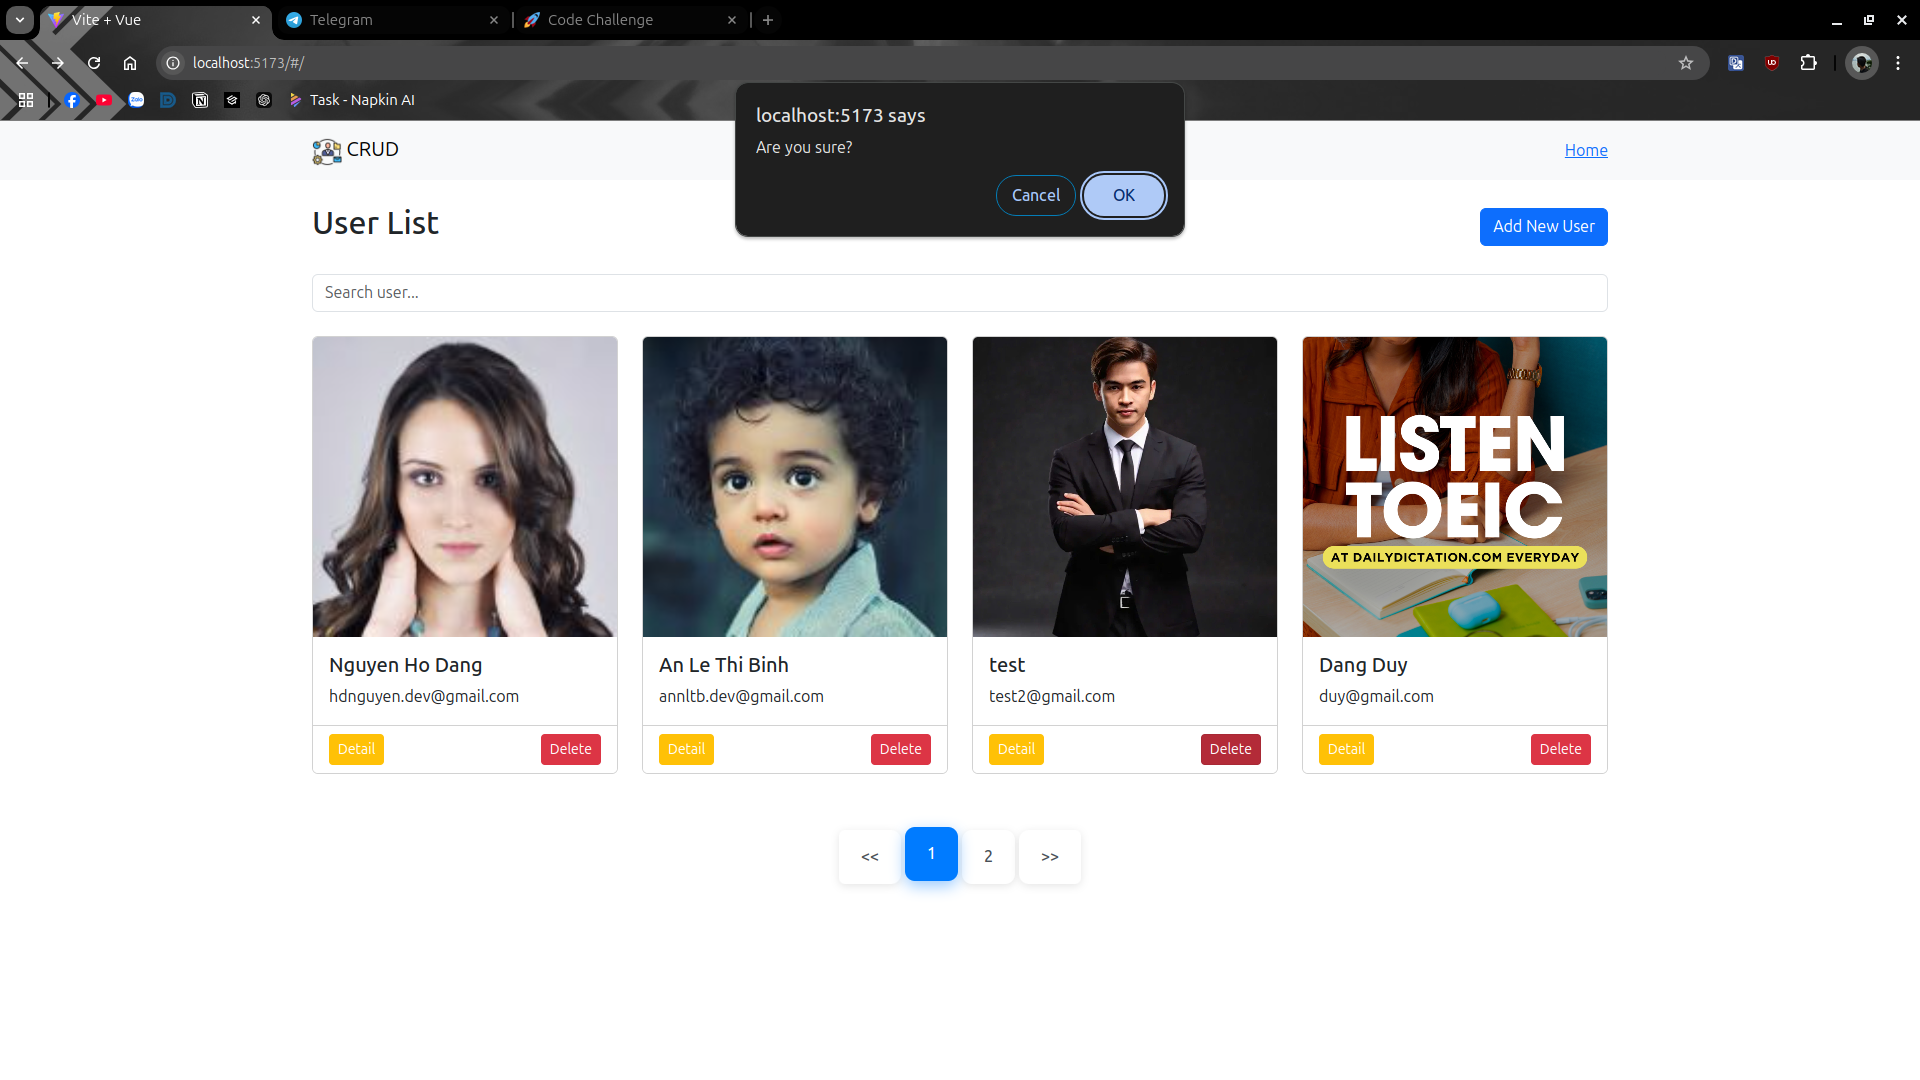 Vite + Vue
Telegram
Code Challenge
localhost:5173/#/
Task - Napkin AI
localhost:5173 says
Are you sure?
Cancel
OK
CRUD
Home
User List
Add New User
Search user...
LISTEN
TOEIC
AT DAILYDICTATION.COM EVERYDAY
Nguyen Ho Dang
hdnguyen.dev@gmail.com
Detail
Delete
An Le Thi Binh
annltb.dev@gmail.com
Detail
Delete
test
test2@gmail.com
Detail
Delete
Dang Duy
duy@gmail.com
Detail
Delete
<< 1 2 >>